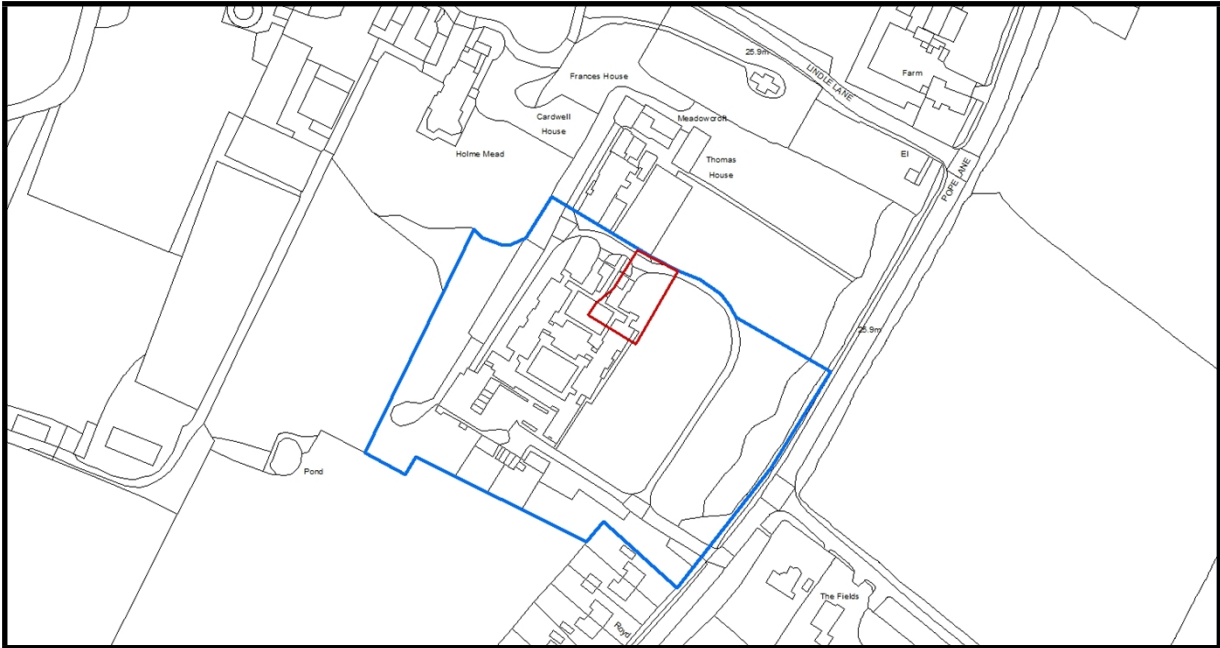 25.9m
LINDLE LANE
Farm
Frances House
Cardwell
House
Meadowcroft
Holme Mead
Thomas
House
El
POPE LANE
25.9m
Pond
The Fields
Royd